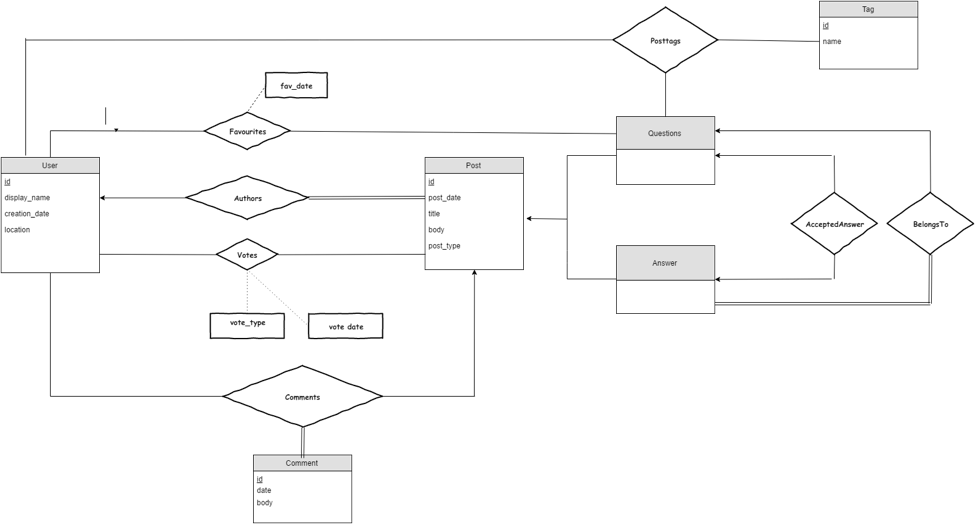 Tag
id
name
Posttags
fav_date
Favourites
Questions
User
id
display_name
creation_date
location
Authors
Post
id
post_date
title
body
post_type
AcceptedAnswer
BelongsTo
Votes
Answer
vote_type
vote date
Comments
Comment
id
date
body